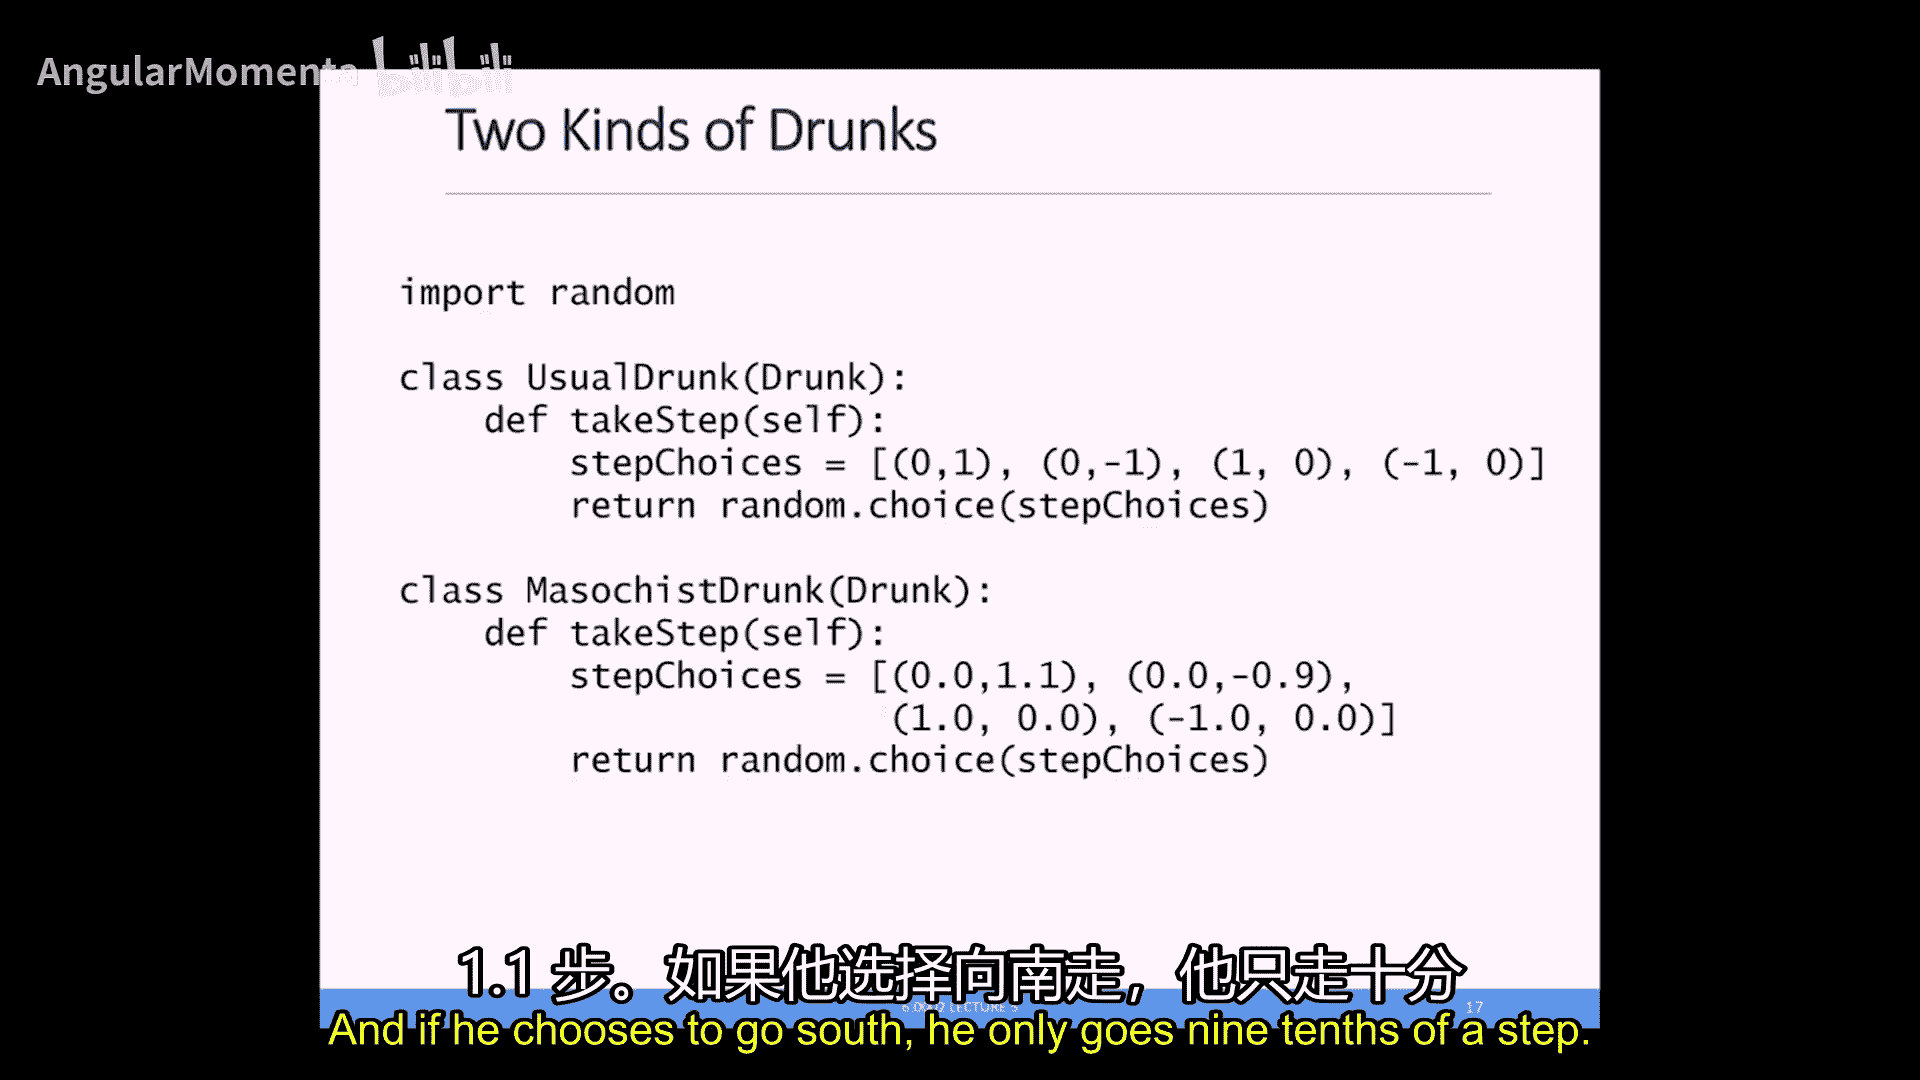 AngularMomenta bilibili
Two Kinds of Drunks
import random
class UsualDrunk(Drunk):
    def takeStep(self):
        stepChoices = [(0,1), (0,-1), (1, 0), (-1, 0)]
        return random.choice(stepChoices)
class MasochistDrunk(Drunk):
    def takeStep(self):
        stepChoices = [(0.0,1.1), (0.0,-0.9),
                       (1.0, 0.0), (-1.0, 0.0)]
        return random.choice(stepChoices)
1.1 步。如果他选择向南走，他只走十分
17
And if he chooses to go south, he only goes nine tenths of a step.